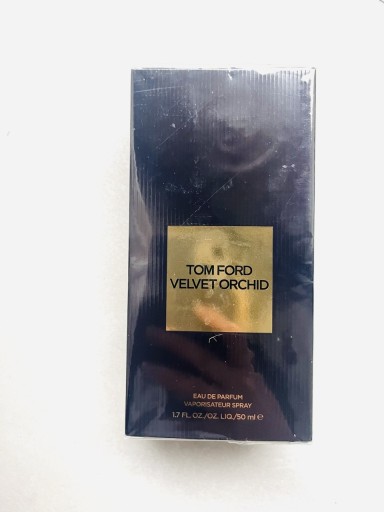 TOM FORD
VELVET ORCHID
EAU DE PARFUM
VAPORISATEUR SPRAY
1.7 FL. OZ./OZ. LIQ./50 ml ℮